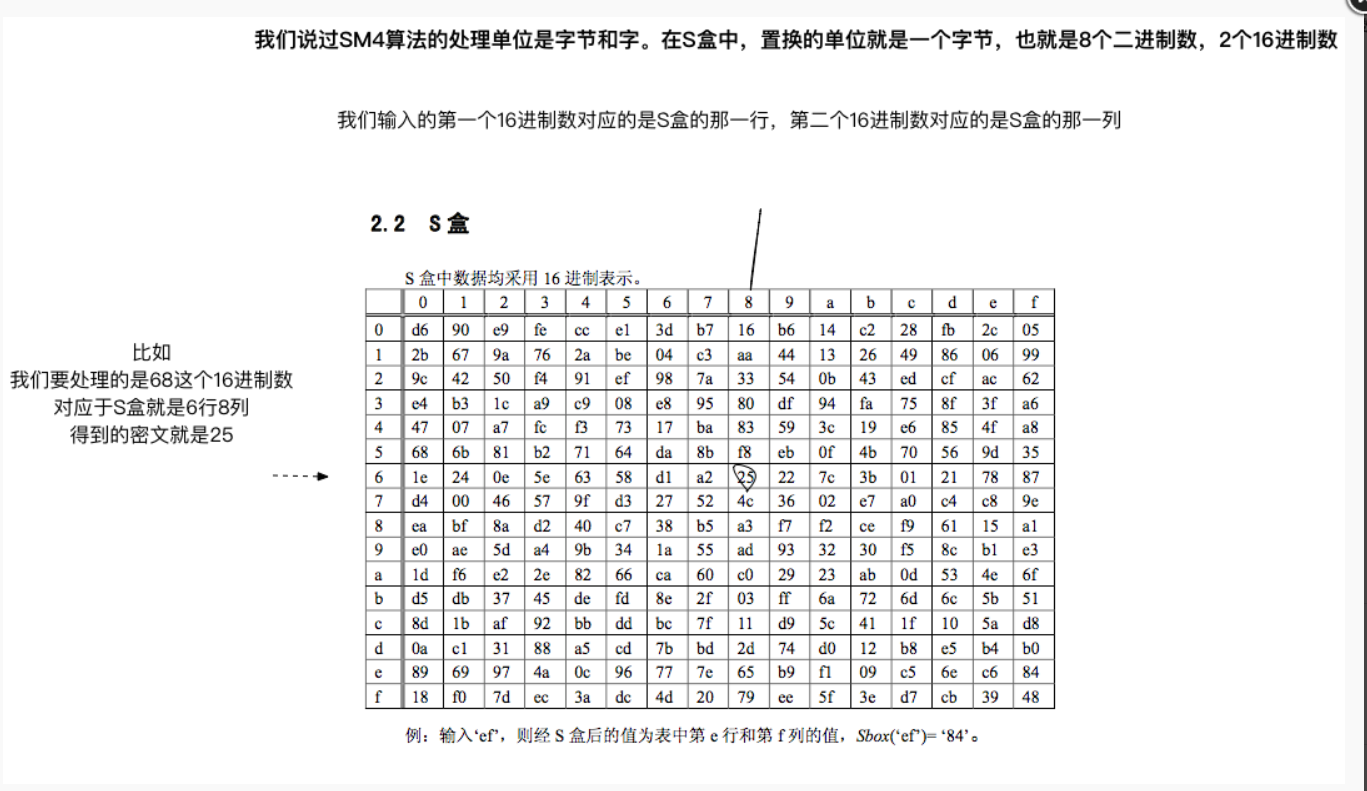 我们说过SM4算法的处理单位是字节和字。在S盒中，置换的单位就是一个字节，也就是8个二进制数，2个16进制数
我们输入的第一个16进制数对应的是S盒的那一行，第二个16进制数对应的是S盒的那一列
2.2 S 盒
S 盒中数据均采用 16 进制表示。
0 1 2 3 4 5 6 7 8 9 a b c d e f
0 d6 90 e9 fe cc e1 3d b7 16 b6 14 c2 28 fb 2c 05
1 2b 67 9a 76 2a be 04 c3 aa 44 13 26 49 86 06 99
2 9c 42 50 f4 91 ef 98 7a 33 54 0b 43 ed cf ac 62
3 e4 b3 1c a9 c9 08 e8 95 80 df 94 fa 75 8f 3f a6
4 47 07 a7 fc f3 73 17 ba 83 59 3c 19 e6 85 4f a8
5 68 6b 81 b2 71 64 da 8b f8 eb 0f 4b 70 56 9d 35
6 1e 24 0e 5e 63 58 d1 a2 25 22 7c 3b 01 21 78 87
7 d4 00 46 57 9f d3 27 52 4c 36 02 e7 a0 c4 c8 9e
8 ea bf 8a d2 40 c7 38 b5 a3 f7 f2 ce f9 61 15 a1
9 e0 ae 5d a4 9b 34 1a 55 ad 93 32 30 f5 8c b1 e3
a 1d f6 e2 2e 82 66 ca 60 c0 29 23 ab 0d 53 4e 6f
b d5 db 37 45 de fd 8e 2f 03 ff 6a 72 6d 6c 5b 51
c 8d 1b af 92 bb dd bc 7f 11 d9 5c 41 1f 10 5a d8
d 0a c1 31 88 a5 cd 7b bd 2d 74 d0 12 b8 e5 b4 b0
e 89 69 97 4a 0c 96 77 7e 65 b9 f1 09 c5 6e c6 84
f 18 f0 7d ec 3a dc 4d 20 79 ee 5f 3e d7 cb 39 48
比如
我们要处理的是68这个16进制数
对应于S盒就是6行8列
得到的密文就是25
例：输入‘ef’，则经 S 盒后的值为表中第 e 行和第 f 列的值，Sbox(‘ef’)= ‘84’。